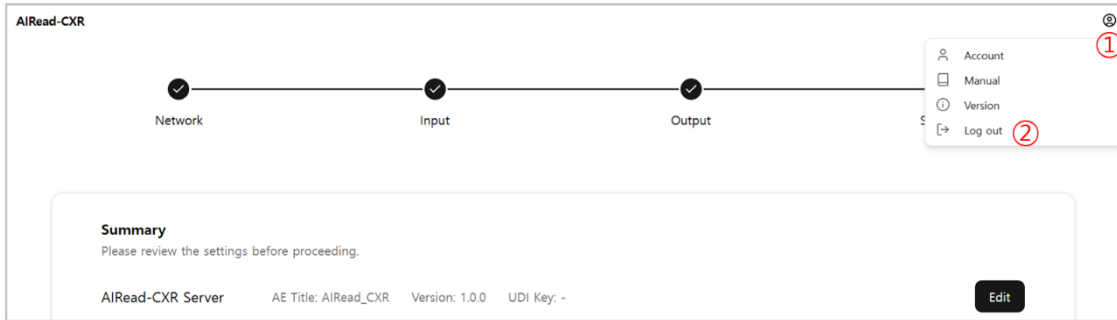 AIRead-CXR
①
Account
Manual
Version
Log out ②
Network Input Output S
Summary
Please review the settings before proceeding.
AIRead-CXR Server AE Title: AIRead_CXR Version: 1.0.0 UDI Key: - Edit